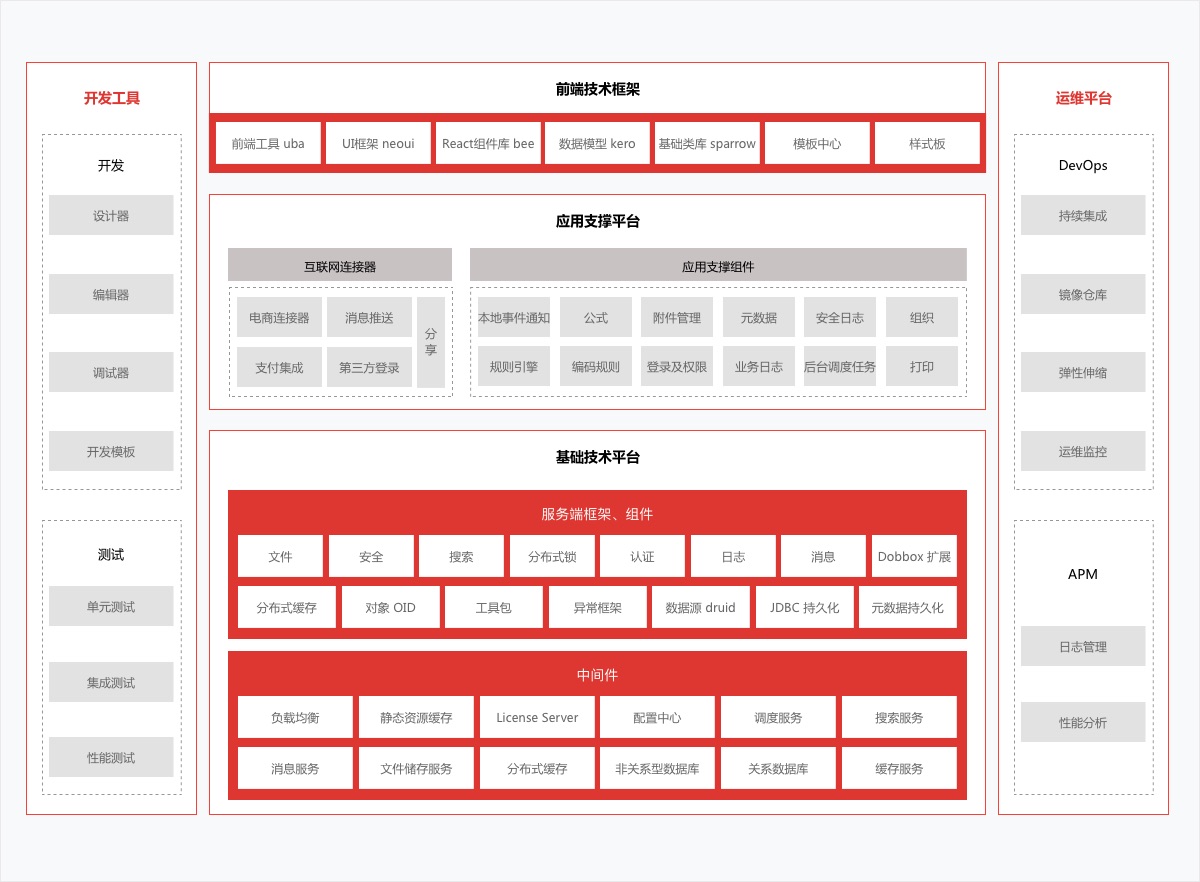 开发工具
开发
设计器
编辑器
调试器
开发模板
测试
单元测试
集成测试
性能测试
前端技术框架
前端工具 uba
UI框架 neoui
React组件库 bee
数据模型 kero
基础类库 sparrow
模板中心
样式板
应用支撑平台
互联网连接器
电商连接器
消息推送
支付集成
第三方登录
分
享
应用支撑组件
本地事件通知
公式
附件管理
元数据
安全日志
组织
规则引擎
编码规则
登录及权限
业务日志
后台调度任务
打印
基础技术平台
服务端框架、组件
文件
安全
搜索
分布式锁
认证
日志
消息
Dobbox 扩展
分布式缓存
对象 OID
工具包
异常框架
数据源 druid
JDBC 持久化
元数据持久化
中间件
负载均衡
静态资源缓存
License Server
配置中心
调度服务
搜索服务
消息服务
文件储存服务
分布式缓存
非关系型数据库
关系数据库
缓存服务
运维平台
DevOps
持续集成
镜像仓库
弹性伸缩
运维监控
APM
日志管理
性能分析